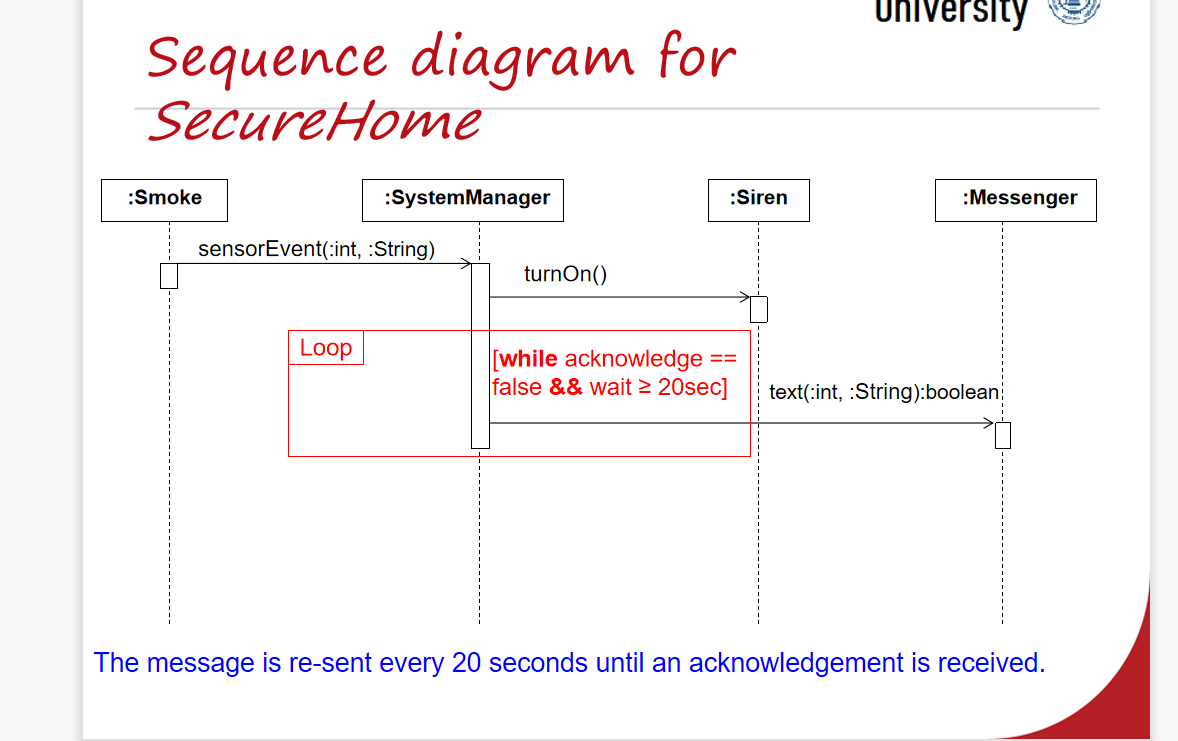 University
Sequence diagram for
SecureHome
:Smoke
:SystemManager
:Siren
:Messenger
sensorEvent(:int, :String)
turnOn()
Loop
[while acknowledge ==
false && wait ≥ 20sec]
text(:int, :String):boolean
The message is re-sent every 20 seconds until an acknowledgement is received.